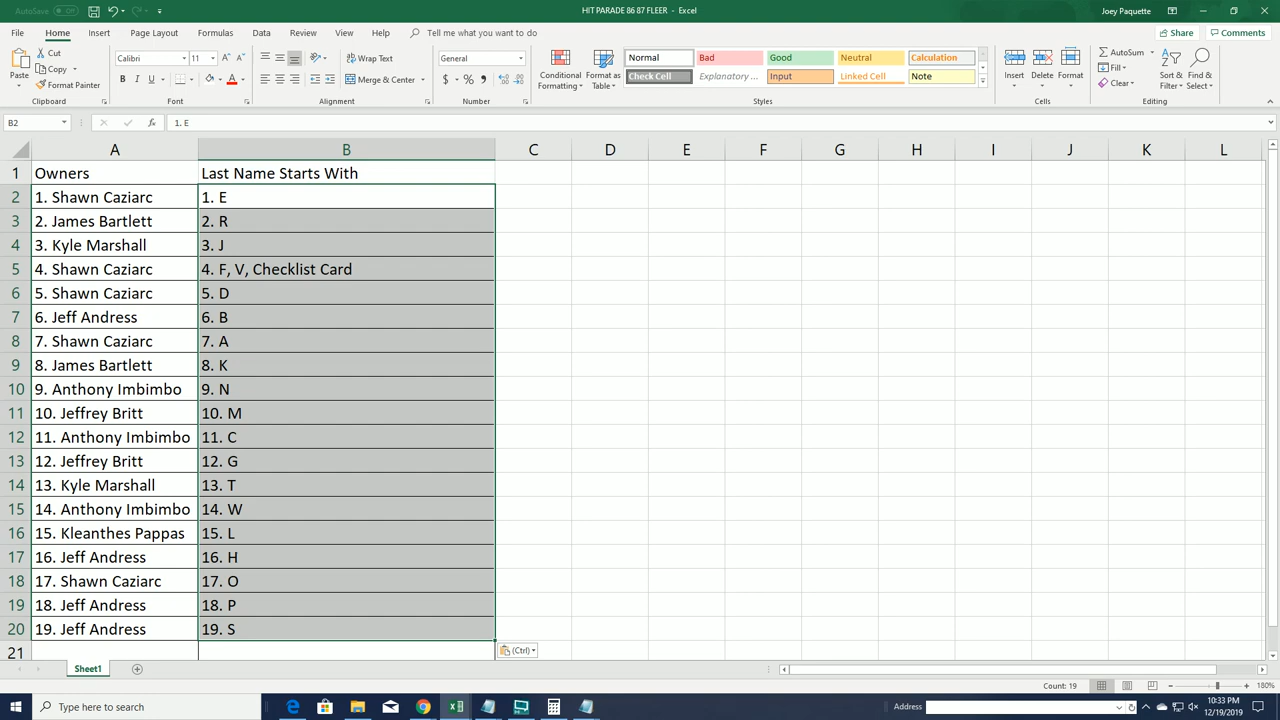 AutoSave Off
HIT PARADE 86 87 FLEER - Excel
Joey Paquette
File Home Insert Page Layout Formulas Data Review View Help Tell me what you want to do
Share Comments
Paste
Cut
Copy
Format Painter
Clipboard
Calibri 11
B I U
Font
Wrap Text
Merge & Center
Alignment
General
$ % 9
Number
Conditional Formatting
Format as Table
Normal Bad Good Neutral Calculation
Check Cell Explanatory ... Input Linked Cell Note
Styles
Insert Delete Format
Cells
AutoSum
Fill
Clear
Sort & Filter
Find & Select
Editing
B2 fx 1. E
A B C D E F G H I J K L
1 Owners Last Name Starts With
2 1. Shawn Caziarc 1. E
3 2. James Bartlett 2. R
4 3. Kyle Marshall 3. J
5 4. Shawn Caziarc 4. F, V, Checklist Card
6 5. Shawn Caziarc 5. D
7 6. Jeff Andress 6. B
8 7. Shawn Caziarc 7. A
9 8. James Bartlett 8. K
10 9. Anthony Imbimbo 9. N
11 10. Jeffrey Britt 10. M
12 11. Anthony Imbimbo 11. C
13 12. Jeffrey Britt 12. G
14 13. Kyle Marshall 13. T
15 14. Anthony Imbimbo 14. W
16 15. Kleanthes Pappas 15. L
17 16. Jeff Andress 16. H
18 17. Shawn Caziarc 17. O
19 18. Jeff Andress 18. P
20 19. Jeff Andress 19. S
21
(Ctrl)
Sheet1
Count: 19
180%
Type here to search
Address
10:33 PM
12/19/2019